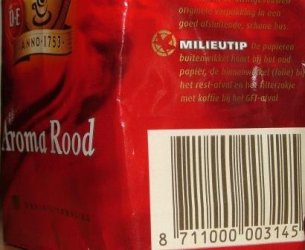 D·E
ANNO·1753
Aroma Rood
originele verpakking in een
goed afsluitende, schone bus.
MILIEUTIP De papieren
buitenwikkel hoort bij het oud
papier, de binnenwikkel (folie) bij
het rest-afval en het filterzakje
met koffie bij het GFT-afval
8 711000 003145